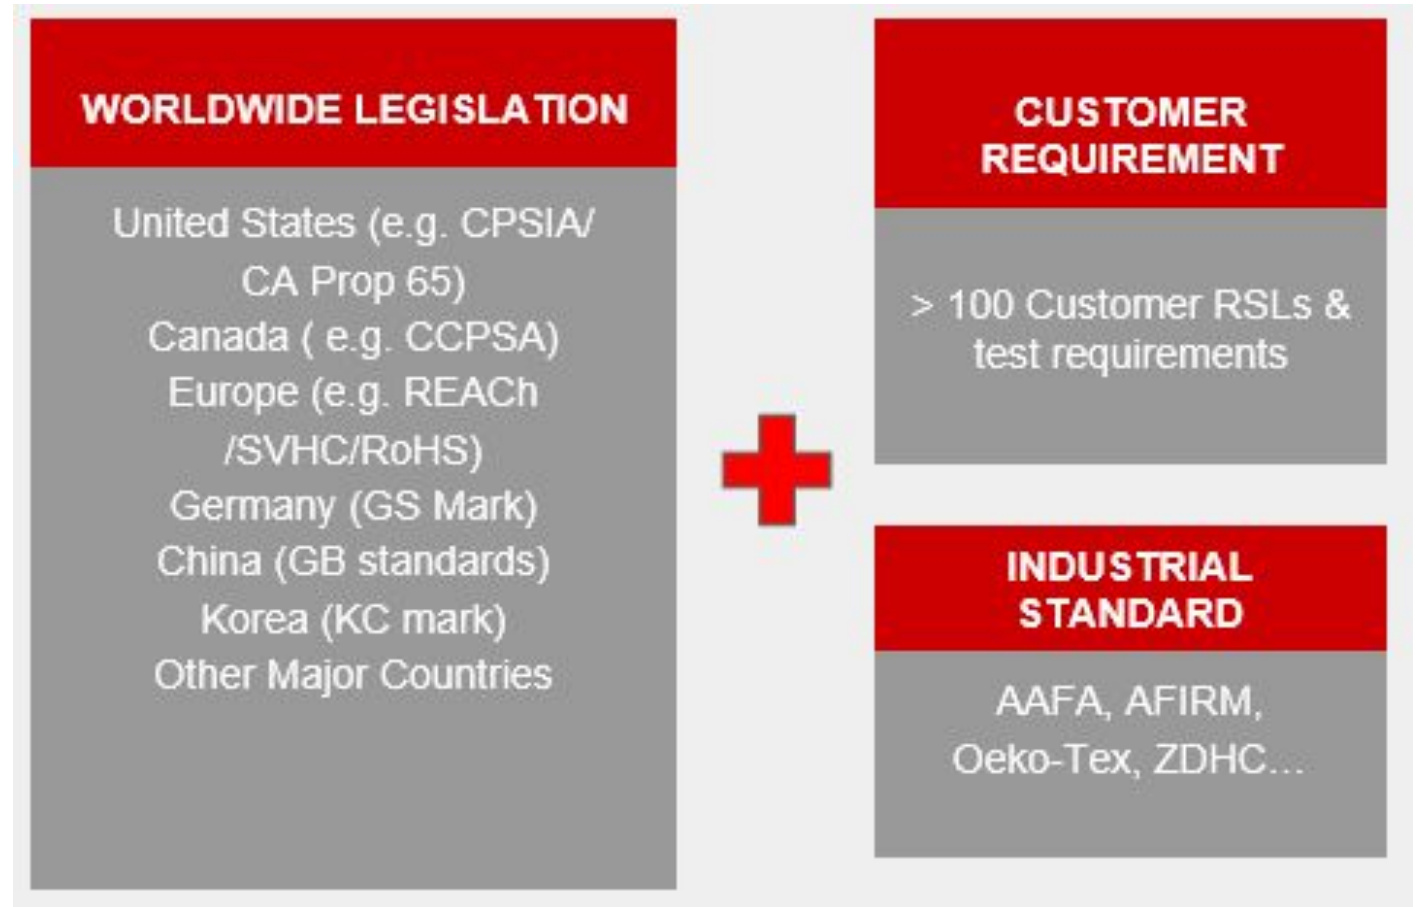 WORLDWIDE LEGISLATION
United States (e.g. CPSIA/
CA Prop 65)
Canada ( e.g. CCPSA)
Europe (e.g. REACh
/SVHC/RoHS)
Germany (GS Mark)
China (GB standards)
Korea (KC mark)
Other Major Countries
CUSTOMER
REQUIREMENT
> 100 Customer RSLs &
test requirements
INDUSTRIAL
STANDARD
AAFA, AFIRM,
Oeko-Tex, ZDHC...